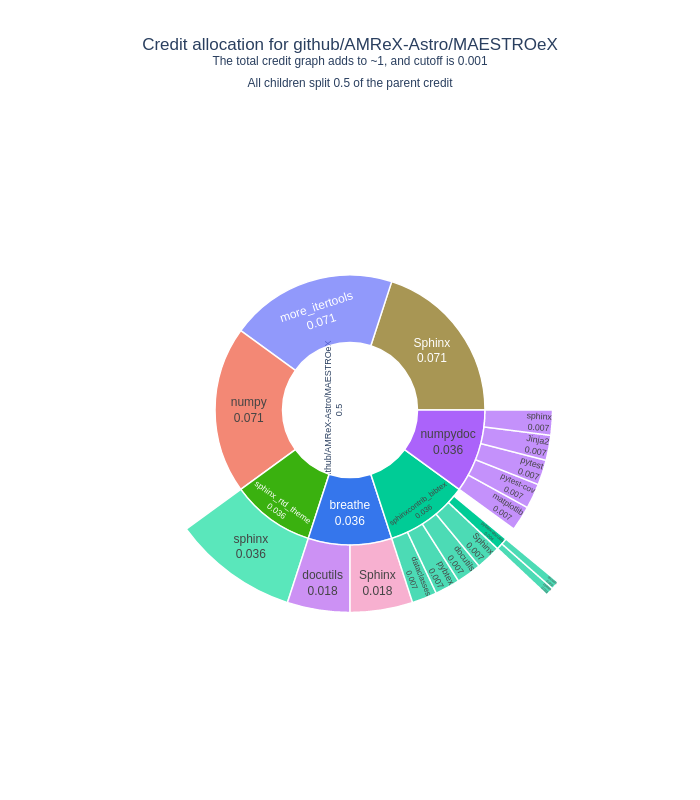 Credit allocation for github/AMReX-Astro/MAESTROeX
The total credit graph adds to ~1, and cutoff is 0.001
All children split 0.5 of the parent credit
more_itertools
0.071
Sphinx
0.071
thub/AMReX-Astro/MAESTROeX
0.5
numpy
0.071
numpydoc
0.036
sphinx
0.007
Jinja2
0.007
pytest
0.007
pytest-cov
0.007
matplotlib
0.007
sphinx_rtd_theme
0.036
breathe
0.036
sphinxcontrib_bibtex
0.036
sphinx
0.036
docutils
0.018
Sphinx
0.018
dataclasses
0.007
pybtex
0.007
docutils
0.007
Sphinx
0.007